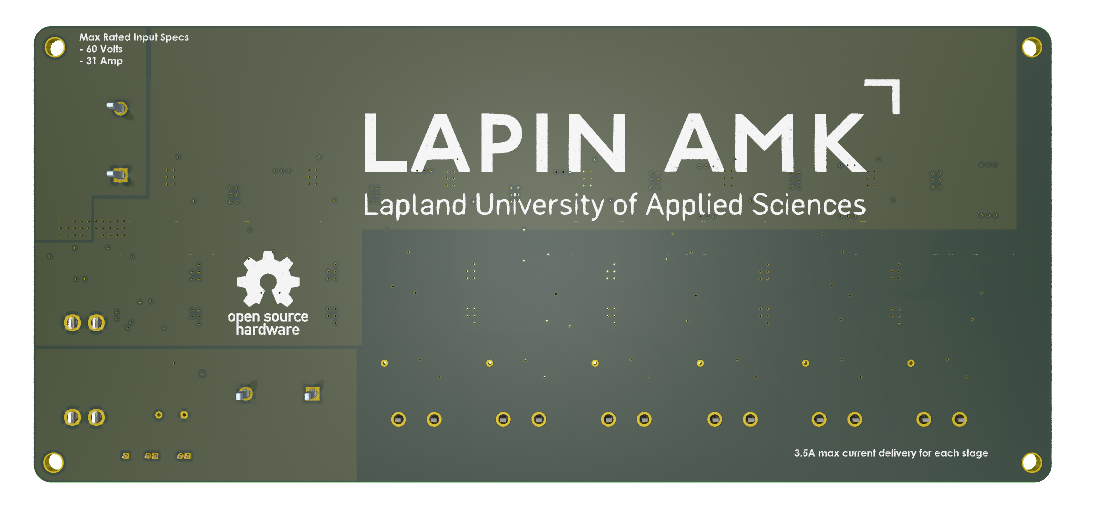 Max Rated Input Specs
- 60 Volts
- 31 Amp
LAPIN AMK
Lapland University of Applied Sciences
open source
hardware
3.5A max current delivery for each stage